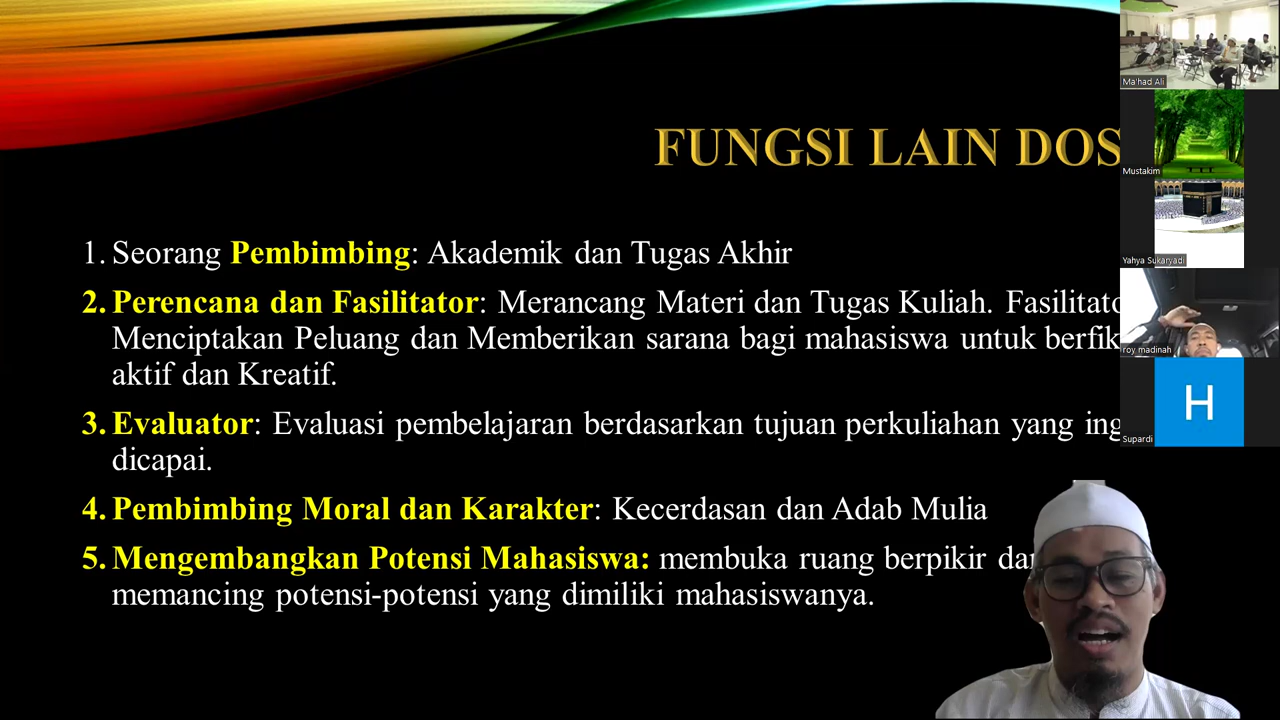 FUNGSI LAIN DOS
1. Seorang Pembimbing: Akademik dan Tugas Akhir
2. Perencana dan Fasilitator: Merancang Materi dan Tugas Kuliah. Fasilitato
Menciptakan Peluang dan Memberikan sarana bagi mahasiswa untuk berfik
aktif dan Kreatif.
3. Evaluator: Evaluasi pembelajaran berdasarkan tujuan perkuliahan yang ing
dicapai.
4. Pembimbing Moral dan Karakter: Kecerdasan dan Adab Mulia
5. Mengembangkan Potensi Mahasiswa: membuka ruang berpikir dan
memancing potensi-potensi yang dimiliki mahasiswanya.
Ma'had Ali
Mustakim
Yahya Sukaryadi
roy madinah
H
Supardi